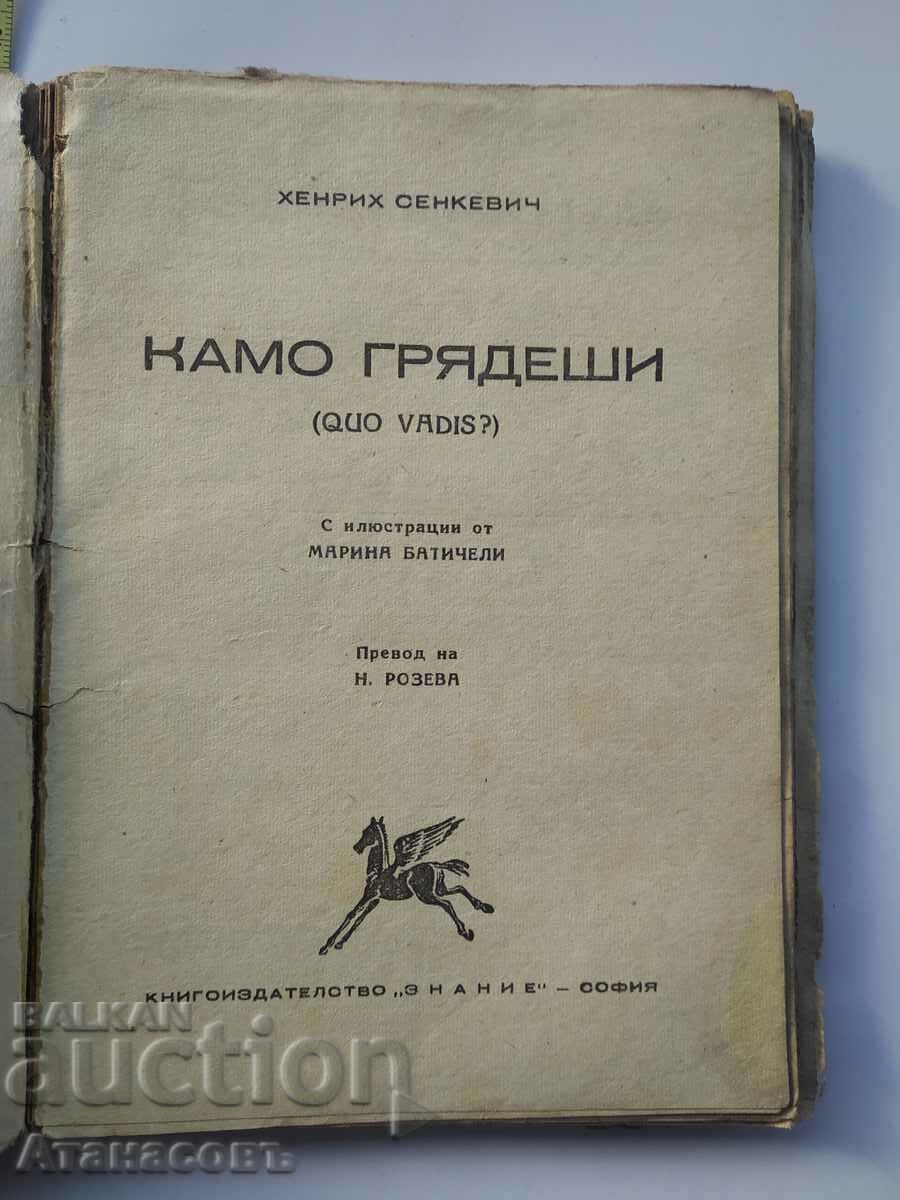 ХЕНРИХ СЕНКЕВИЧ
КАМО ГРЯДЕШИ
(QUO VADIS?)
С илюстрации от
МАРИНА БАТИЧЕЛИ
Превод на
Н. РОЗЕВА
КНИГОИЗДАТЕЛСТВО „ЗНАНИЕ" – СОФИЯ
BALKAN
auction
Атанасовъ